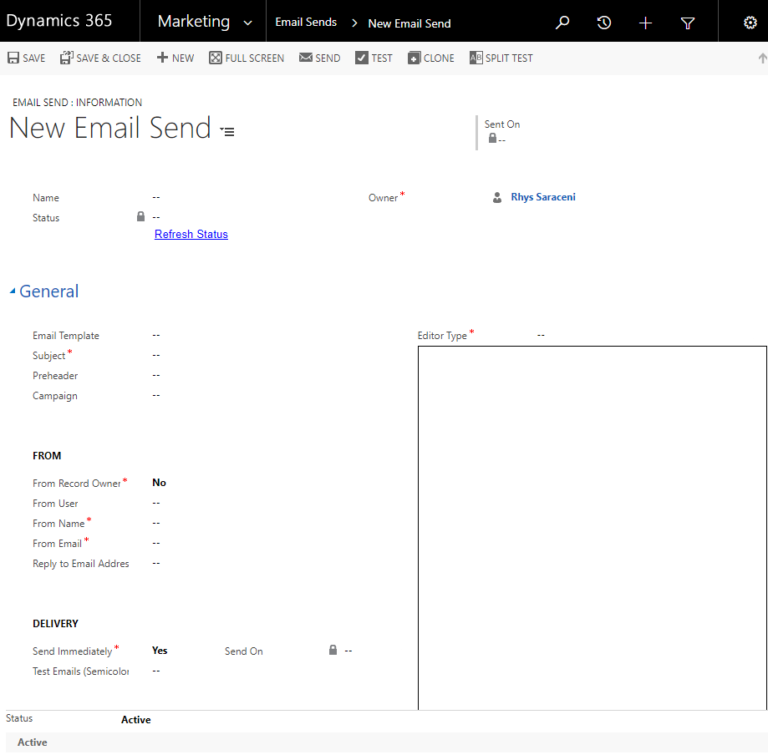 Dynamics 365 Marketing Email Sends > New Email Send
SAVE SAVE & CLOSE NEW FULL SCREEN SEND TEST CLONE AB SPLIT TEST
EMAIL SEND : INFORMATION
New Email Send
Sent On
--
Name -- Owner* Rhys Saraceni
Status --
Refresh Status
General
Email Template -- Editor Type* --
Subject* --
Preheader --
Campaign --
FROM
From Record Owner* No
From User --
From Name* --
From Email* --
Reply to Email Addres --
DELIVERY
Send Immediately* Yes Send On --
Test Emails (Semicolon --
Status Active
Active